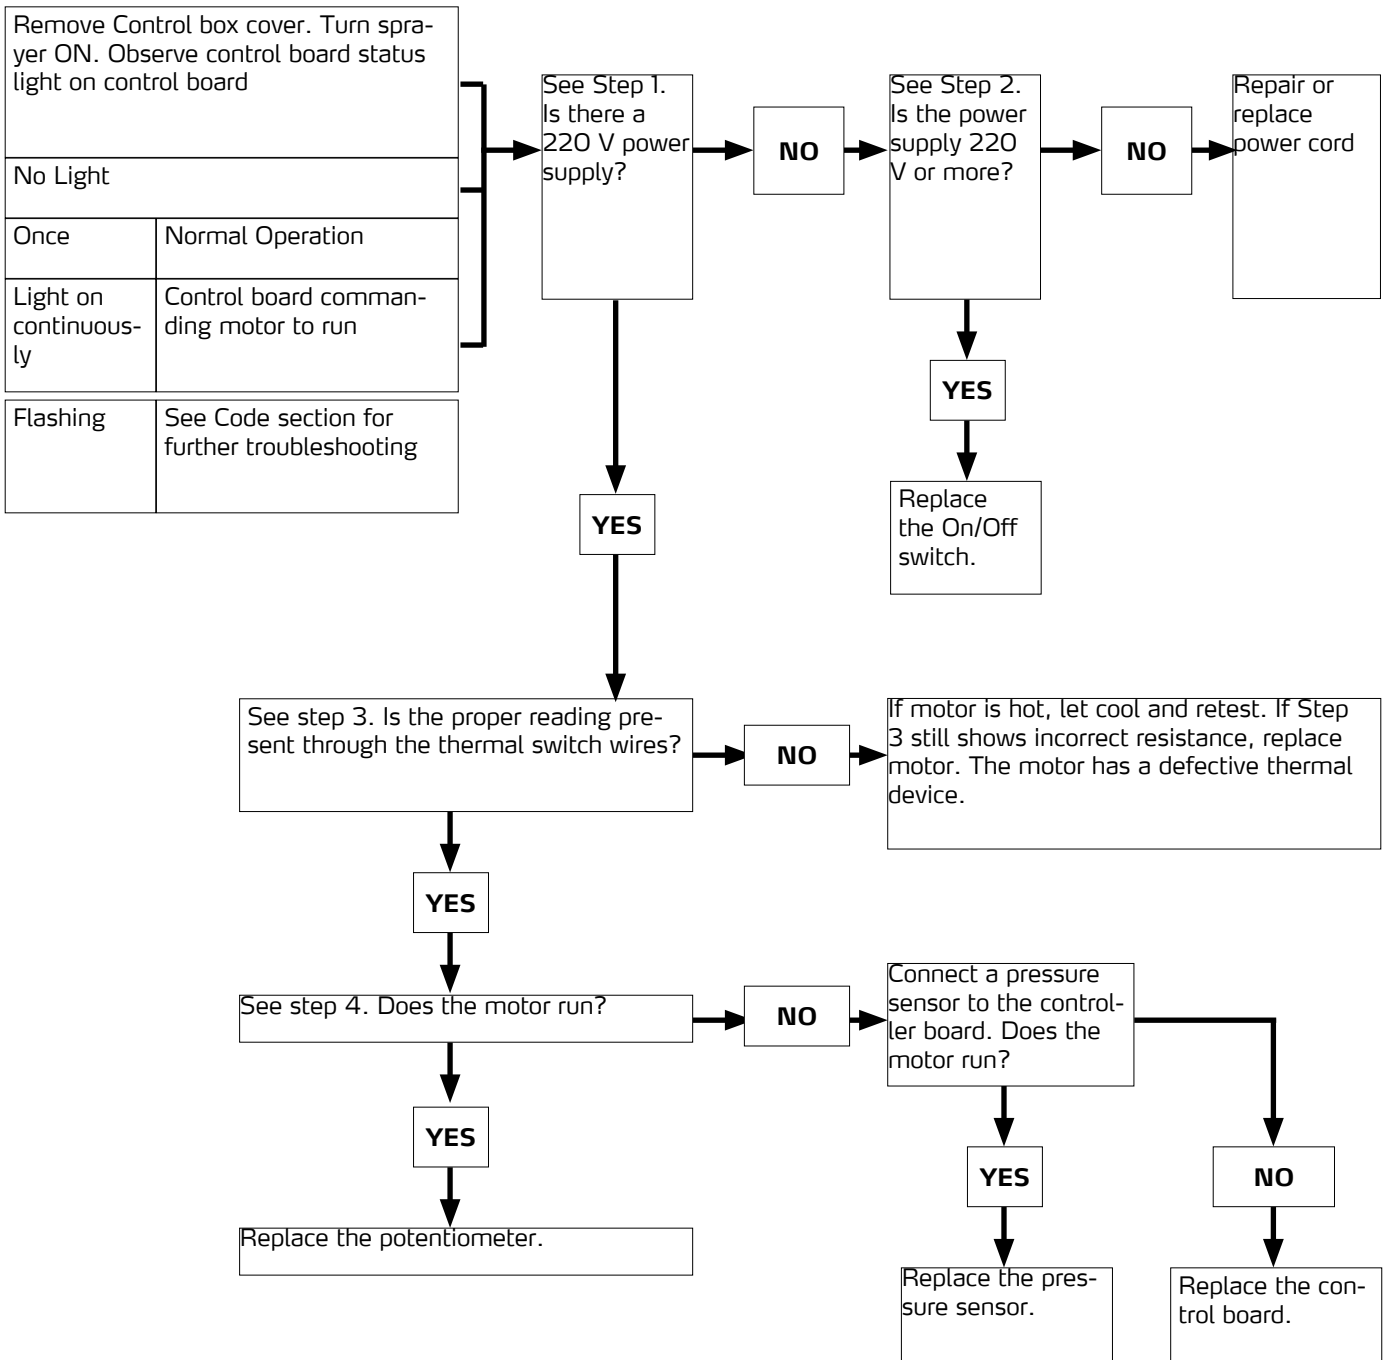 Remove Control box cover. Turn spra-
yer ON. Observe control board status
light on control board
No Light
Once
Normal Operation
Light on
continuous-
ly
Control board comman-
ding motor to run
Flashing
See Code section for
further troubleshooting
See Step 1.
Is there a
220 V power
supply?
NO
See Step 2.
Is the power
supply 220
V or more?
NO
Repair or
replace
power cord
YES
Replace
the On/Off
switch.
YES
See step 3. Is the proper reading pre-
sent through the thermal switch wires?
NO
If motor is hot, let cool and retest. If Step
3 still shows incorrect resistance, replace
motor. The motor has a defective thermal
device.
YES
See step 4. Does the motor run?
NO
Connect a pressure
sensor to the control-
ler board. Does the
motor run?
YES
Replace the potentiometer.
YES
Replace the pres-
sure sensor.
NO
Replace the con-
trol board.